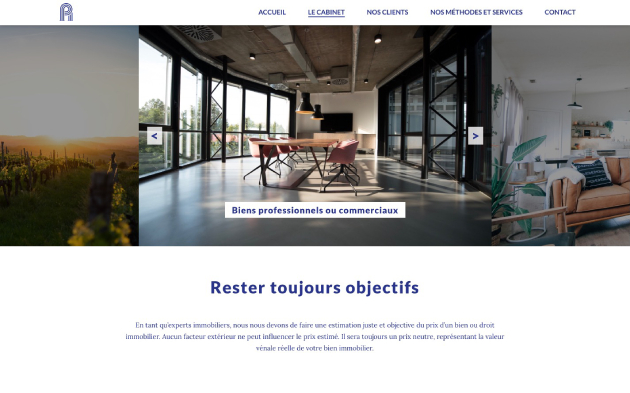 R
ACCUEIL LE CABINET NOS CLIENTS NOS MÉTHODES ET SERVICES CONTACT
< >
Biens professionnels ou commerciaux
Rester toujours objectifs
En tant qu'experts immobiliers, nous nous devons de faire une estimation juste et objective du prix d'un bien ou droit
immobilier. Aucun facteur extérieur ne peut influencer le prix estimé. Il sera toujours un prix neutre, représentant la valeur
vénale réelle de votre bien immobilier.